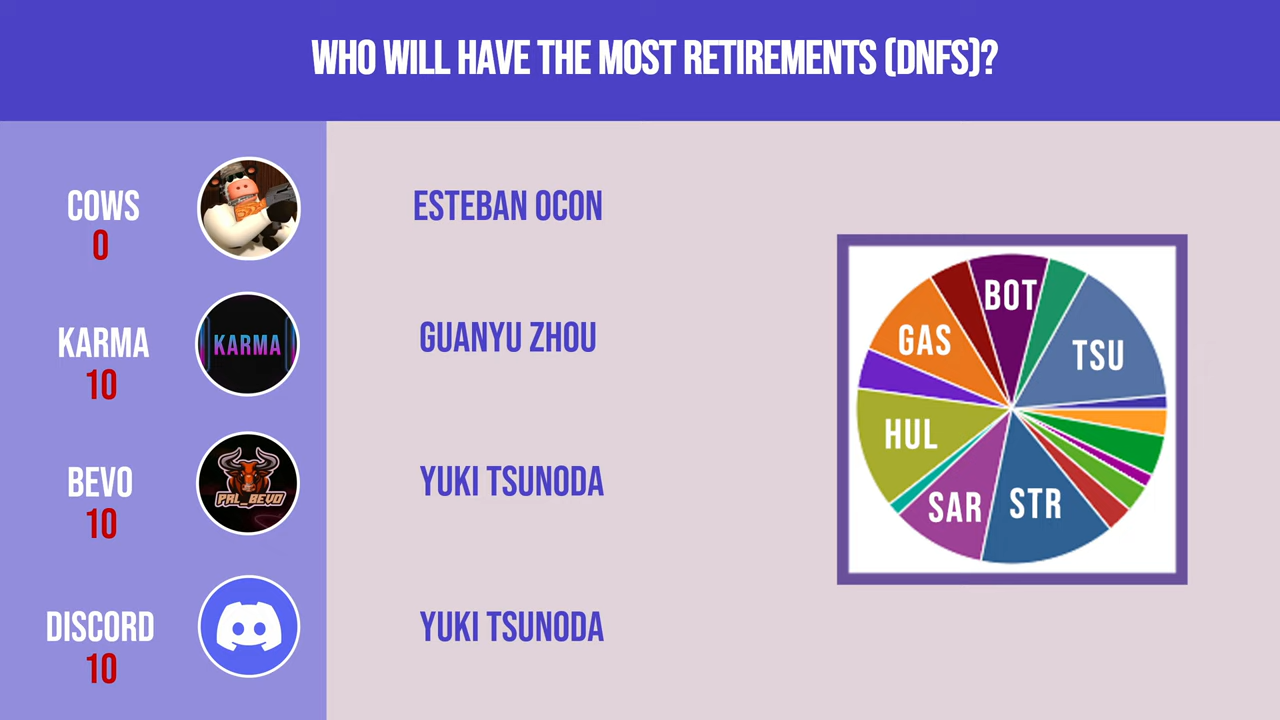 WHO WILL HAVE THE MOST RETIREMENTS (DNFS)?
COWS
0
ESTEBAN OCON
KARMA
10
KARMA
GUANYU ZHOU
BEVO
10
PRL_BEVO
YUKI TSUNODA
DISCORD
10
YUKI TSUNODA
BOT
GAS
TSU
HUL
SAR
STR